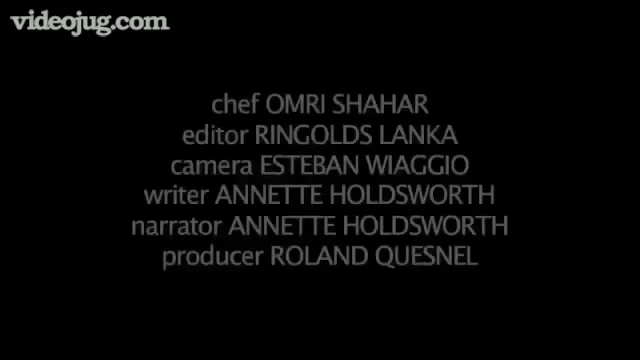 videojug.com
chef OMRI SHAHAR
editor RINGOLDS LANKA
camera ESTEBAN WIAGGIO
writer ANNETTE HOLDSWORTH
narrator ANNETTE HOLDSWORTH
producer ROLAND QUESNEL